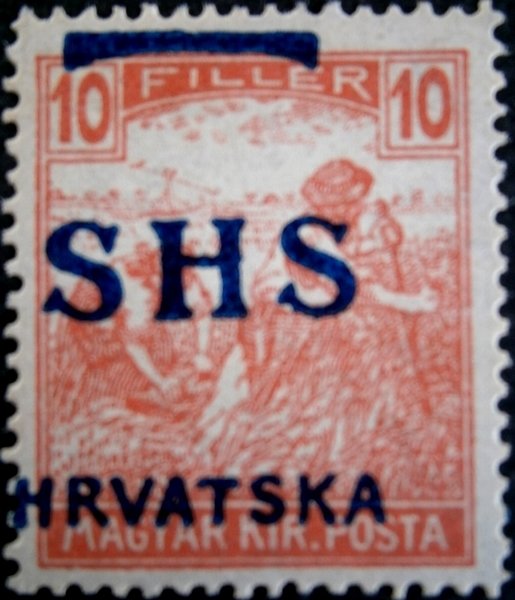 10 FILLER 10
SHS
HRVATSKA
MAGYAR KIR. POSTA